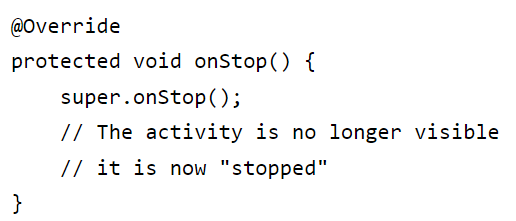 @Override
protected void onStop() {
    super.onStop();
    // The activity is no longer visible
    // it is now "stopped"
}